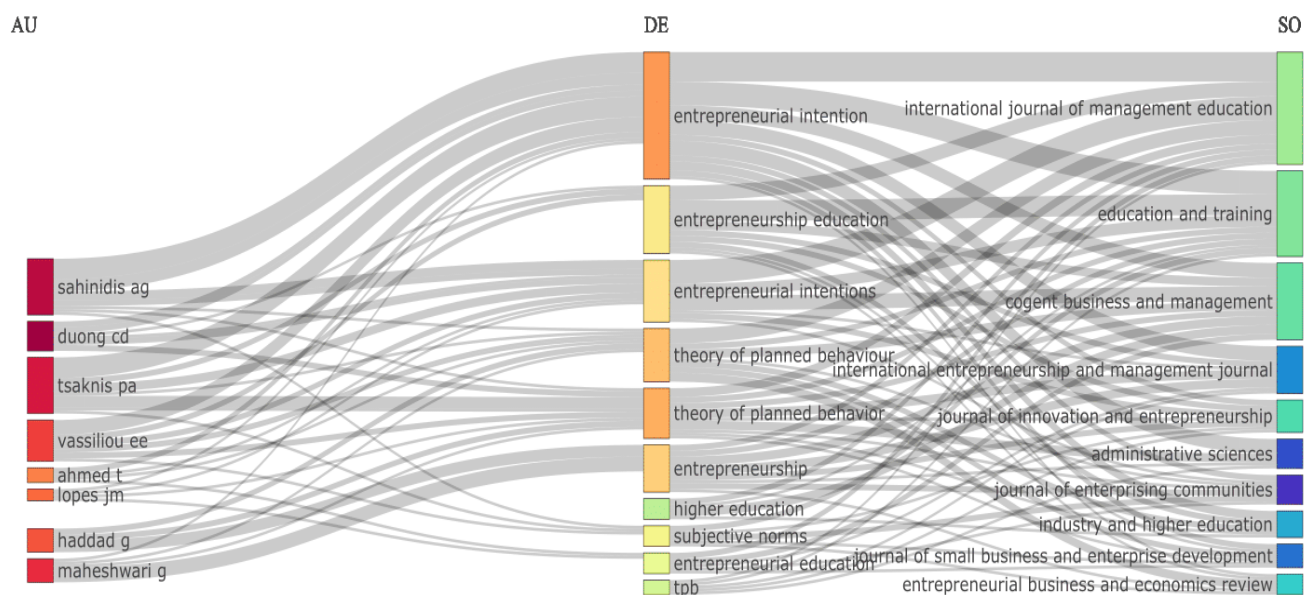 AU
DE
SO
sahinidis ag
duong cd
tsaknis pa
vassiliou ee
ahmed t
lopes jm
haddad g
maheshwari g
entrepreneurial intention
entrepreneurship education
entrepreneurial intentions
theory of planned behaviour
theory of planned behavior
entrepreneurship
higher education
subjective norms
entrepreneurial education
tpb
international journal of management education
education and training
cogent business and management
international entrepreneurship and management journal
journal of innovation and entrepreneurship
administrative sciences
journal of enterprising communities
industry and higher education
journal of small business and enterprise development
entrepreneurial business and economics review